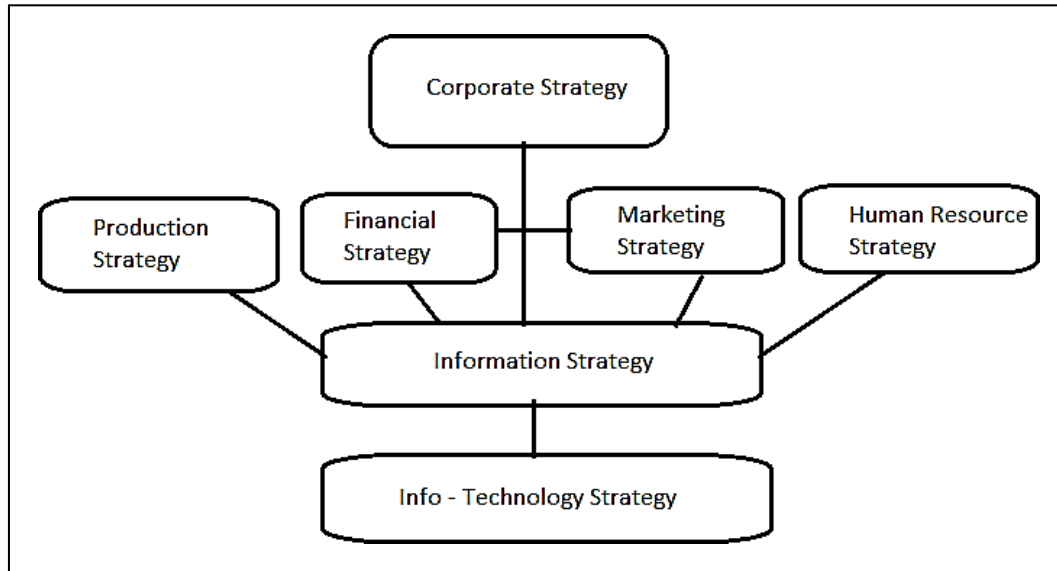 Corporate Strategy
Production
Strategy
Financial
Strategy
Marketing
Strategy
Human Resource
Strategy
Information Strategy
Info - Technology Strategy